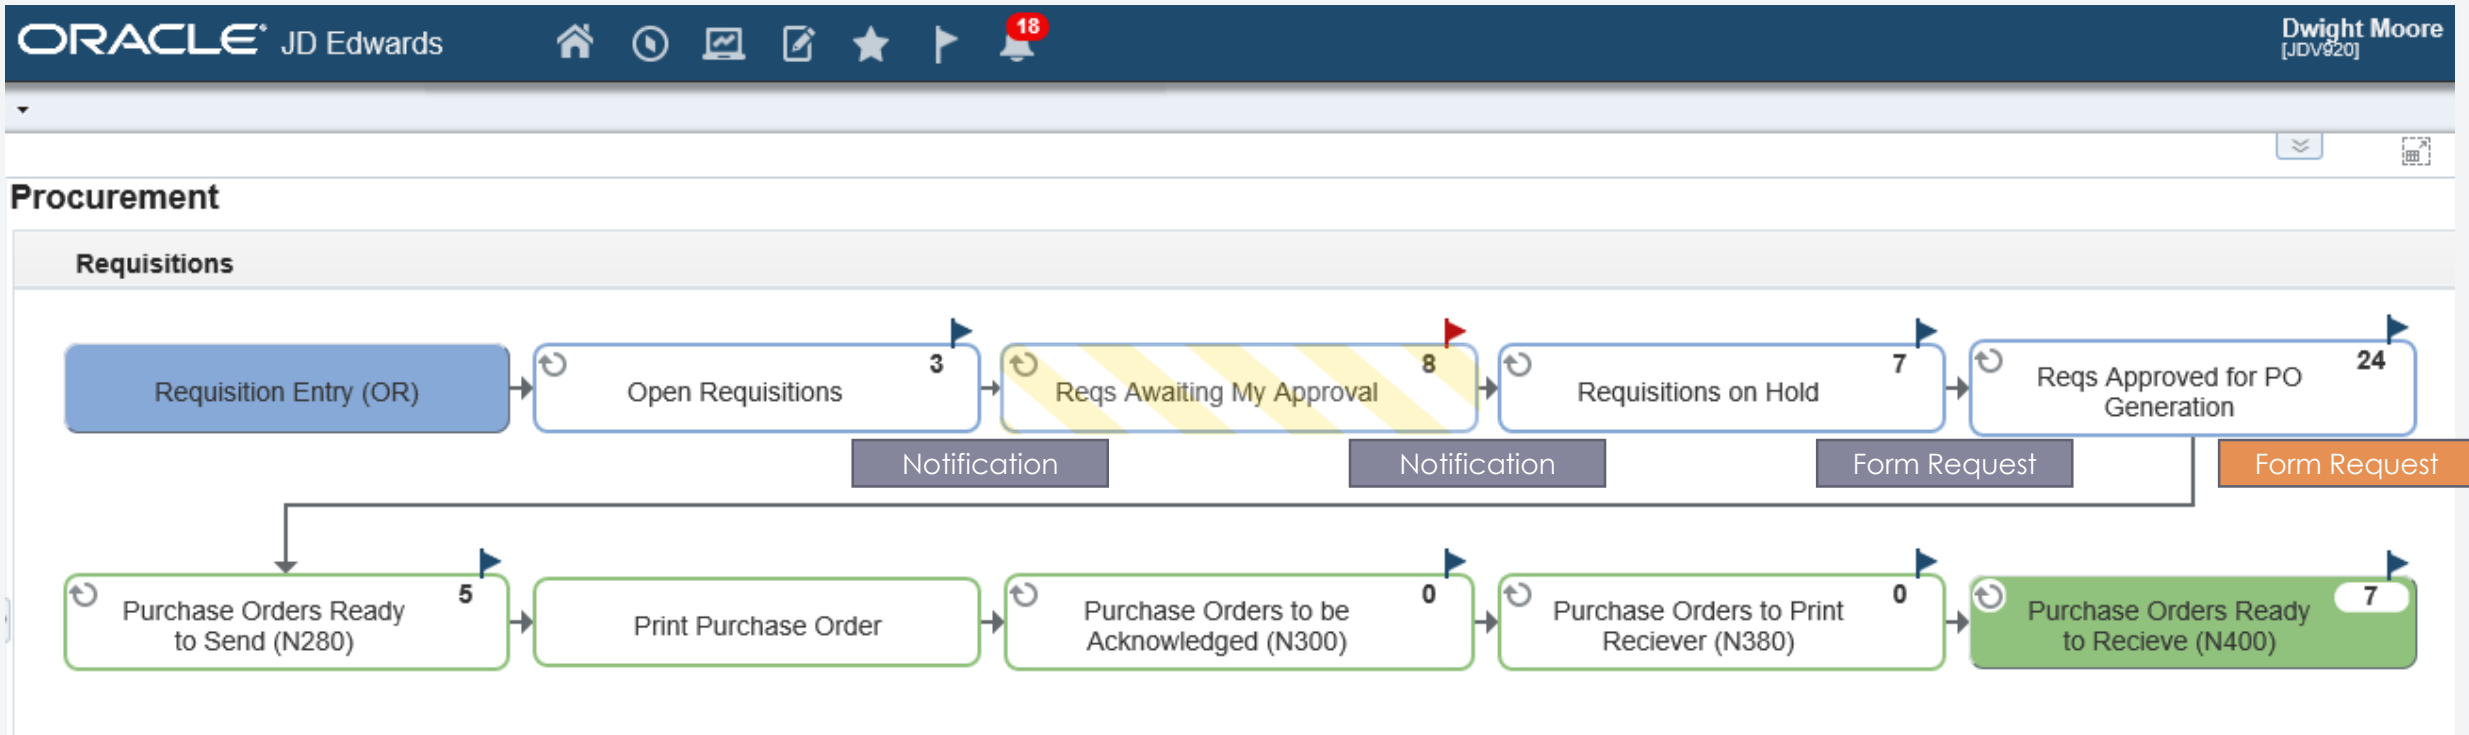 ORACLE JD Edwards
18
Dwight Moore
[JDV920]
Procurement
Requisitions
Requisition Entry (OR)
3
Open Requisitions
8
Reqs Awaiting My Approval
7
Requisitions on Hold
24
Reqs Approved for PO
Generation
Notification
Notification
Form Request
Form Request
5
Purchase Orders Ready
to Send (N280)
Print Purchase Order
0
Purchase Orders to be
Acknowledged (N300)
0
Purchase Orders to Print
Reciever (N380)
7
Purchase Orders Ready
to Recieve (N400)